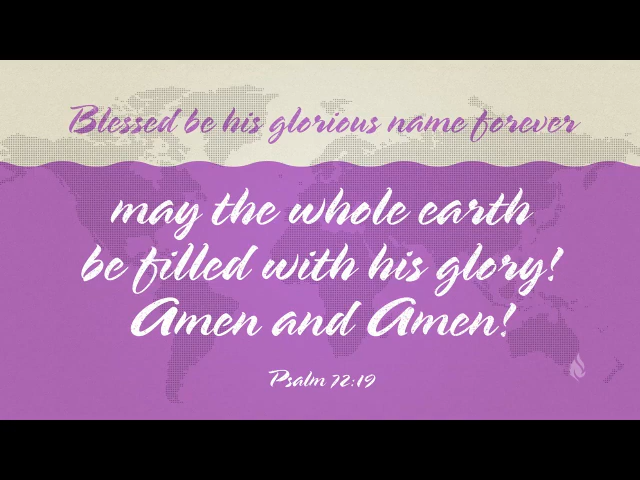 Blessed be his glorious name forever
may the whole earth
be filled with his glory!
Amen and Amen!
Psalm 72:19